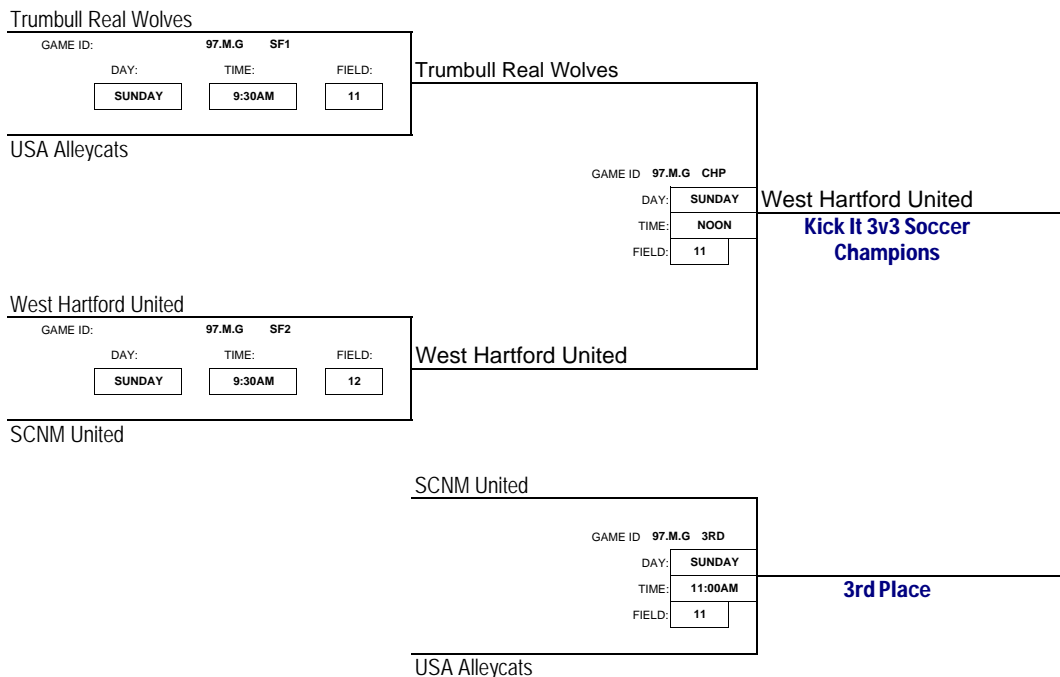 Trumbull Real Wolves
GAME ID: 97.M.G SF1
DAY: TIME: FIELD:
SUNDAY 9:30AM 11
Trumbull Real Wolves
USA Alleycats
GAME ID 97.M.G CHP
DAY: SUNDAY
TIME: NOON
FIELD: 11
West Hartford United
Kick It 3v3 Soccer
Champions
West Hartford United
GAME ID: 97.M.G SF2
DAY: TIME: FIELD:
SUNDAY 9:30AM 12
West Hartford United
SCNM United
SCNM United
GAME ID 97.M.G 3RD
DAY: SUNDAY
TIME: 11:00AM
FIELD: 11
3rd Place
USA Alleycats